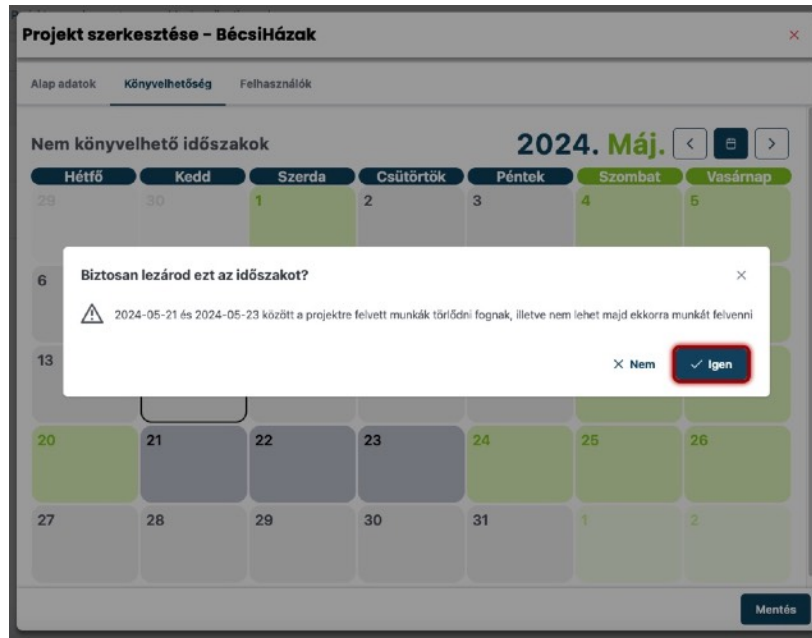 Projekt szerkesztése - BécsiHázak
Alap adatok Könyvelhetőség Felhasználók
Nem könyvelhető időszakok
2024. Máj.
Hétfő Kedd Szerda Csütörtök Péntek Szombat Vasárnap
29 30 1 2 3 4 5
6
Biztosan lezárod ezt az időszakot?
2024-05-21 és 2024-05-23 között a projektre felvett munkák törlődni fognak, illetve nem lehet majd ekkorra munkát felvenni
13
Nem Igen
20 21 22 23 24 25 26
27 28 29 30 31 1 2
Mentés